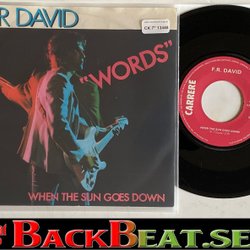 F.R DAVID
"WORDS"
WHEN THE SUN GOES DOWN
CARRERE
F.R. DAVID
BACKBEAT.SE